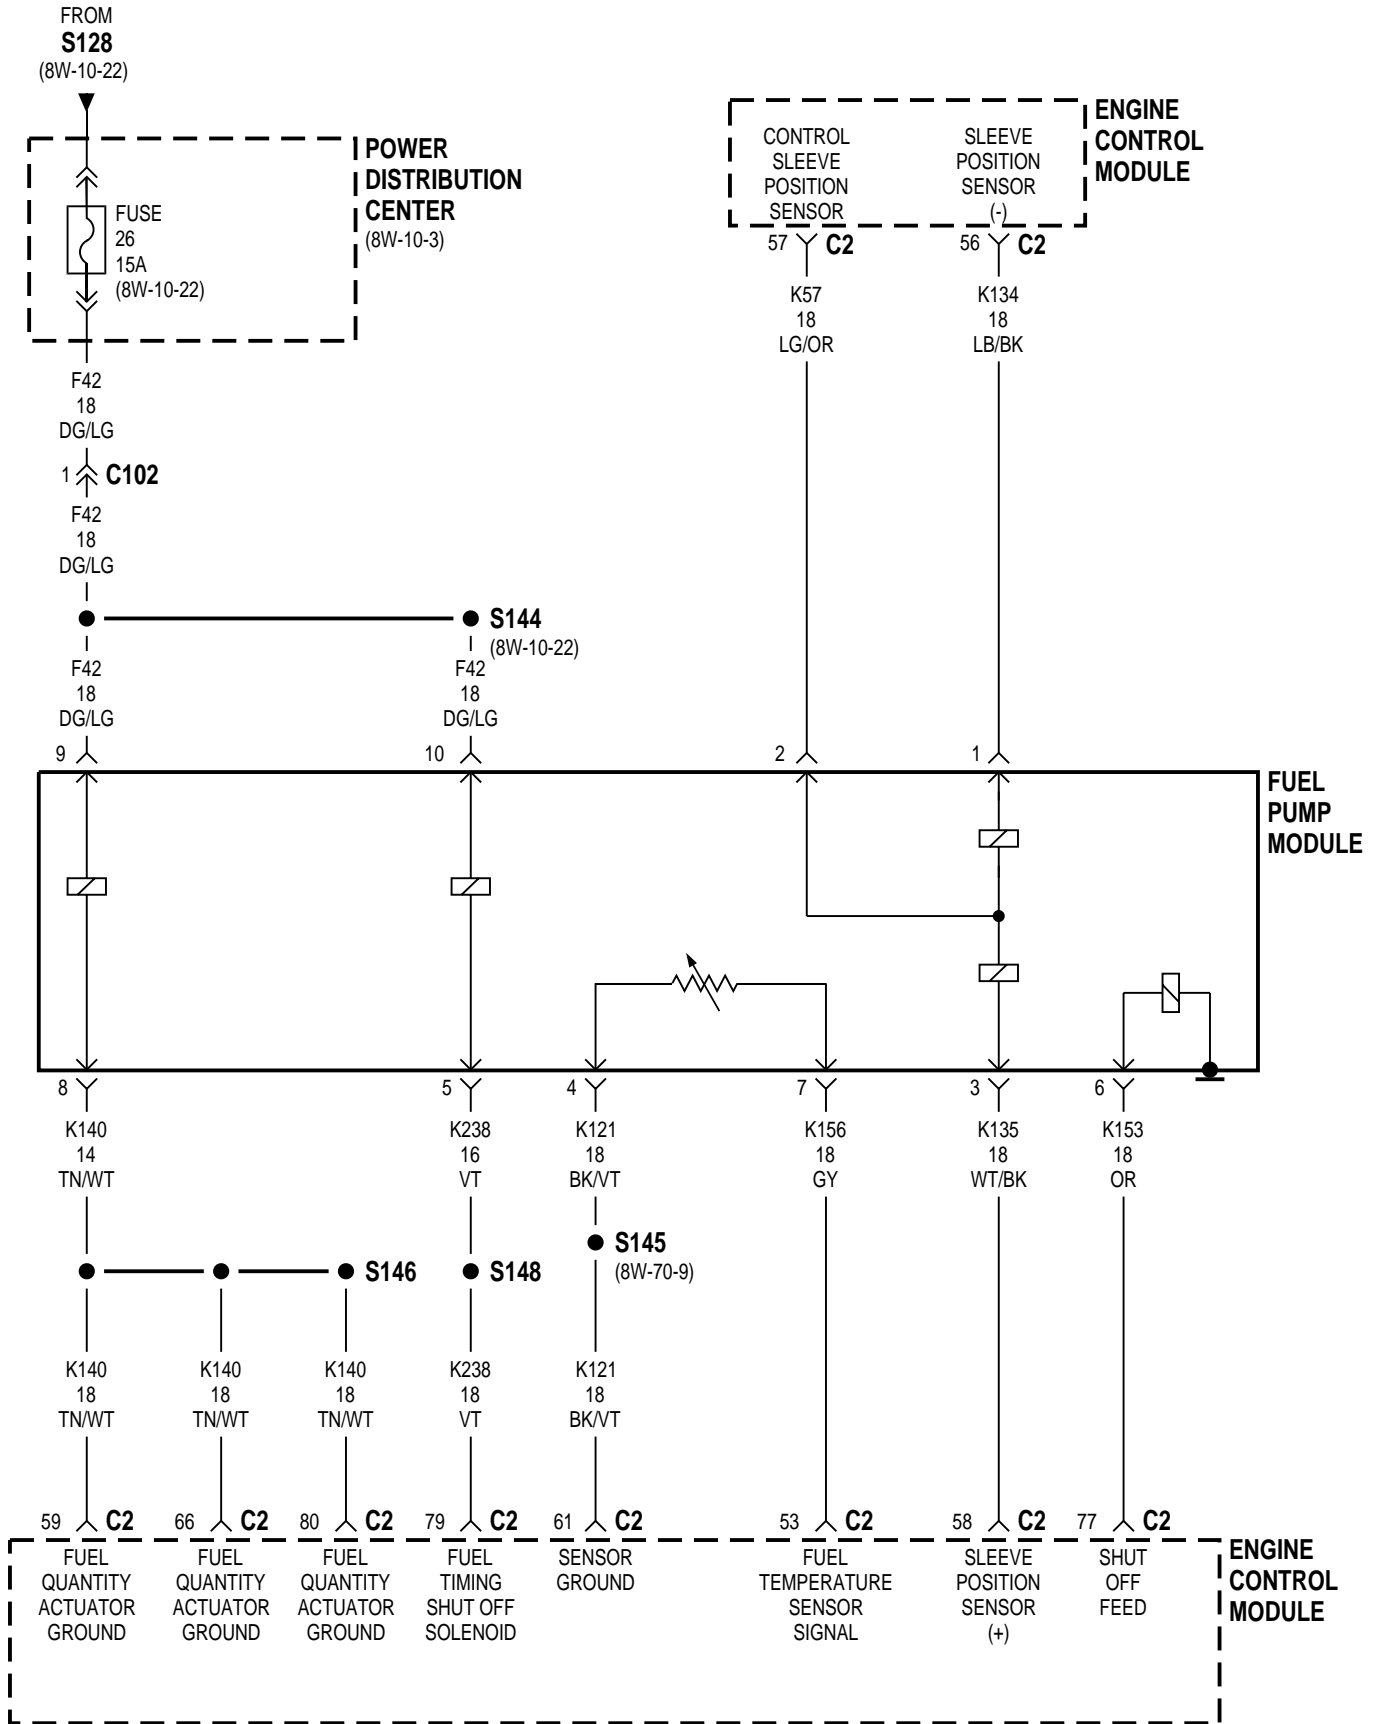 FROM
S128
(8W-10-22)
POWER
DISTRIBUTION
CENTER
(8W-10-3)
FUSE
26
15A
(8W-10-22)
ENGINE
CONTROL
MODULE
CONTROL
SLEEVE
POSITION
SENSOR
SLEEVE
POSITION
SENSOR
(-)
57 C2
56 C2
K57
18
LG/OR
K134
18
LB/BK
F42
18
DG/LG
1 C102
F42
18
DG/LG
S144
(8W-10-22)
F42
18
DG/LG
F42
18
DG/LG
9
10
2
1
FUEL
PUMP
MODULE
8
5
4
7
3
6
K140
14
TN/WT
K238
16
VT
K121
18
BK/VT
K156
18
GY
K135
18
WT/BK
K153
18
OR
S146
S148
S145
(8W-70-9)
K140
18
TN/WT
K140
18
TN/WT
K140
18
TN/WT
K238
18
VT
K121
18
BK/VT
59 C2
66 C2
80 C2
79 C2
61 C2
53 C2
58 C2
77 C2
FUEL
QUANTITY
ACTUATOR
GROUND
FUEL
QUANTITY
ACTUATOR
GROUND
FUEL
QUANTITY
ACTUATOR
GROUND
FUEL
TIMING
SHUT OFF
SOLENOID
SENSOR
GROUND
FUEL
TEMPERATURE
SENSOR
SIGNAL
SLEEVE
POSITION
SENSOR
(+)
SHUT
OFF
FEED
ENGINE
CONTROL
MODULE